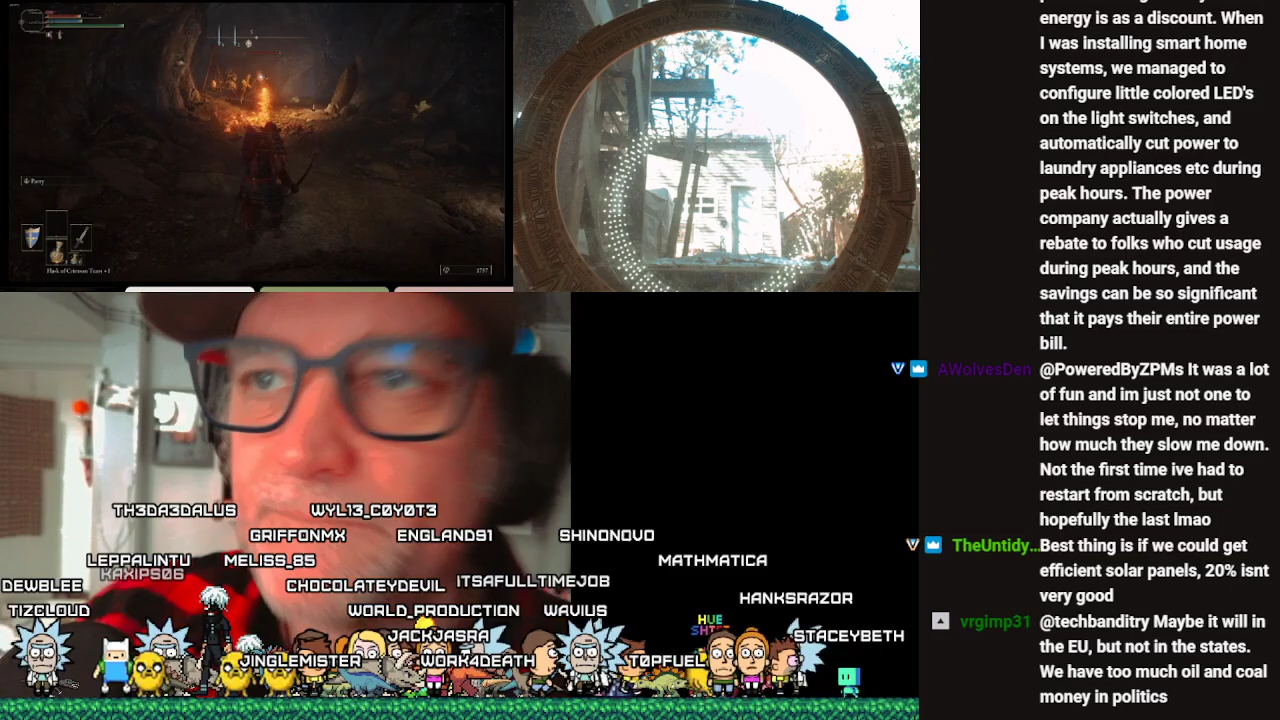 Parry
Flask of Crimson Tears +1
1757
energy is as a discount. When
I was installing smart home
systems, we managed to
configure little colored LED's
on the light switches, and
automatically cut power to
laundry appliances etc during
peak hours. The power
company actually gives a
rebate to folks who cut usage
during peak hours, and the
savings can be so significant
that it pays their entire power
bill.
AWolvesDen @PoweredByZPMs It was a lot
of fun and im just not one to
let things stop me, no matter
how much they slow me down.
Not the first time ive had to
restart from scratch, but
hopefully the last lmao
TheUntidy... Best thing is if we could get
efficient solar panels, 20% isnt
very good
vrgimp31 @techbanditry Maybe it will in
the EU, but not in the states.
We have too much oil and coal
money in politics
TH3DA3DALUS WYL13_C0Y0T3
GRIFFONMX ENGLAND91 SHINONOVO
LEPPALINTU MELISS_85 MATHMATICA
KAXIPS06
DEWBLEE CHOCOLATEYDEVIL ITSAFULLTIMEJOB
HANKSRAZOR
TIZCLOUD WORLD_PRODUCTION WAVIUS
HUE
JACKJASRA STACEYBETH
JINGLEMISTER WORK4DEATH T0PFUEL